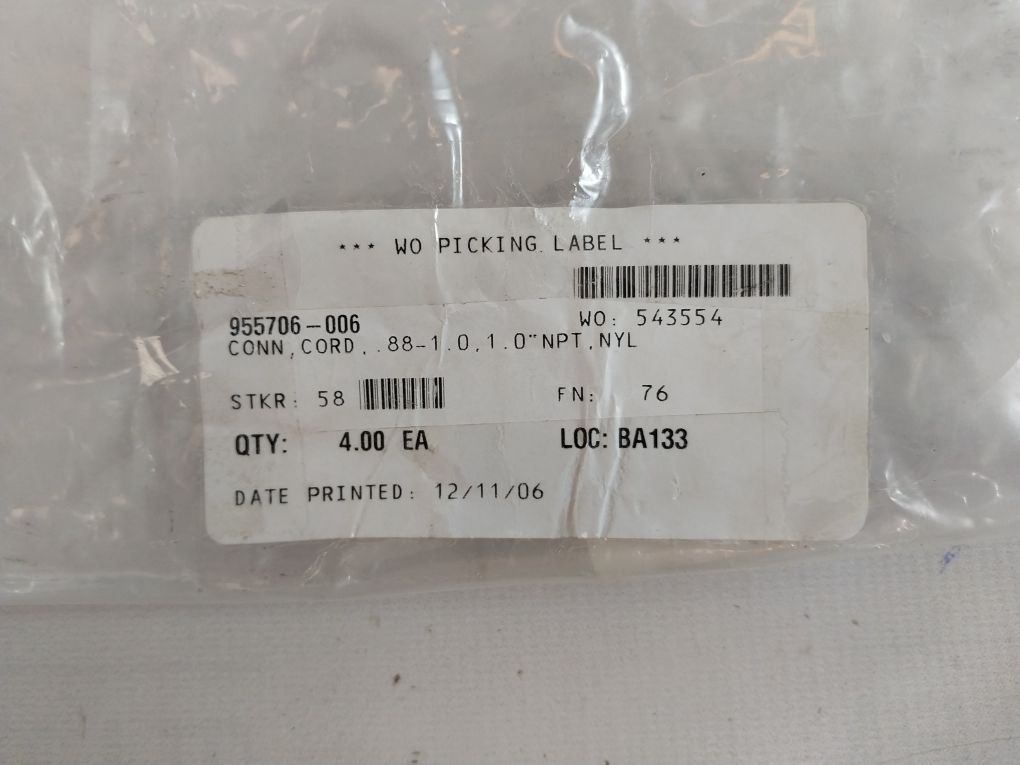 *** WO PICKING LABEL ***
955706-006
WO: 543554
CONN,CORD,.88-1.0,1.0"NPT,NYL
STKR: 58
FN: 76
QTY: 4.00 EA
LOC: BA133
DATE PRINTED: 12/11/06